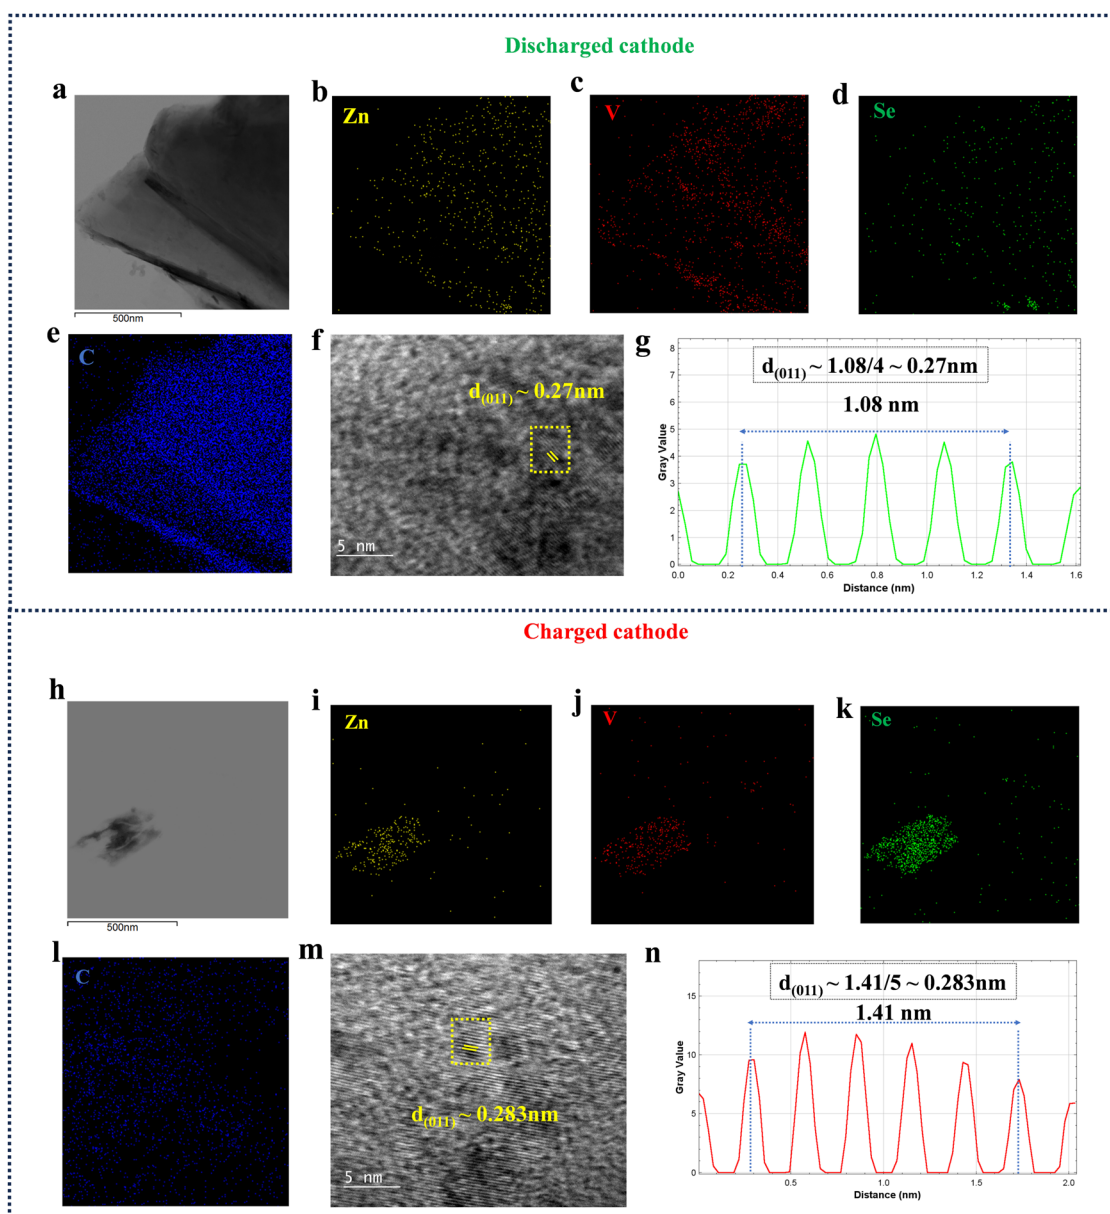 Discharged cathode
a
b
c
d
Zn
V
Se
500nm
e
f
g
C
d(011) ~ 0.27nm
5 nm
d(011) ~ 1.08/4 ~ 0.27nm
1.08 nm
Gray Value
8
7
6
5
4
3
2
1
0
0.0 0.2 0.4 0.6 0.8 1.0 1.2 1.4 1.6
Distance (nm)
Charged cathode
h
i
j
k
Zn
V
Se
500nm
l
m
n
C
d(011) ~ 0.283nm
5 nm
d(011) ~ 1.41/5 ~ 0.283nm
1.41 nm
Gray Value
15
10
5
0
0.5 1.0 1.5 2.0
Distance (nm)